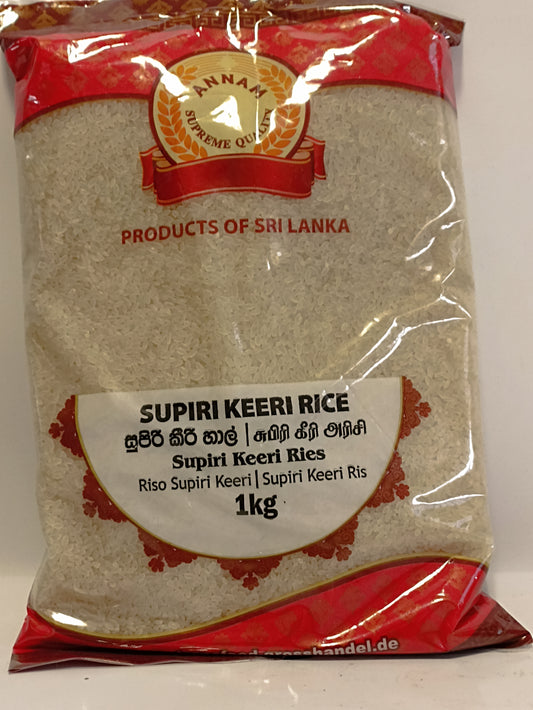 ANNAM
SUPREME QUALITY
PRODUCTS OF SRI LANKA
SUPIRI KEERI RICE
සුපිරි කීරි හාල් | சுபிரி கீரி அரிசி
Supiri Keeri Ries
Riso Supiri Keeri | Supiri Keeri Ris
1kg